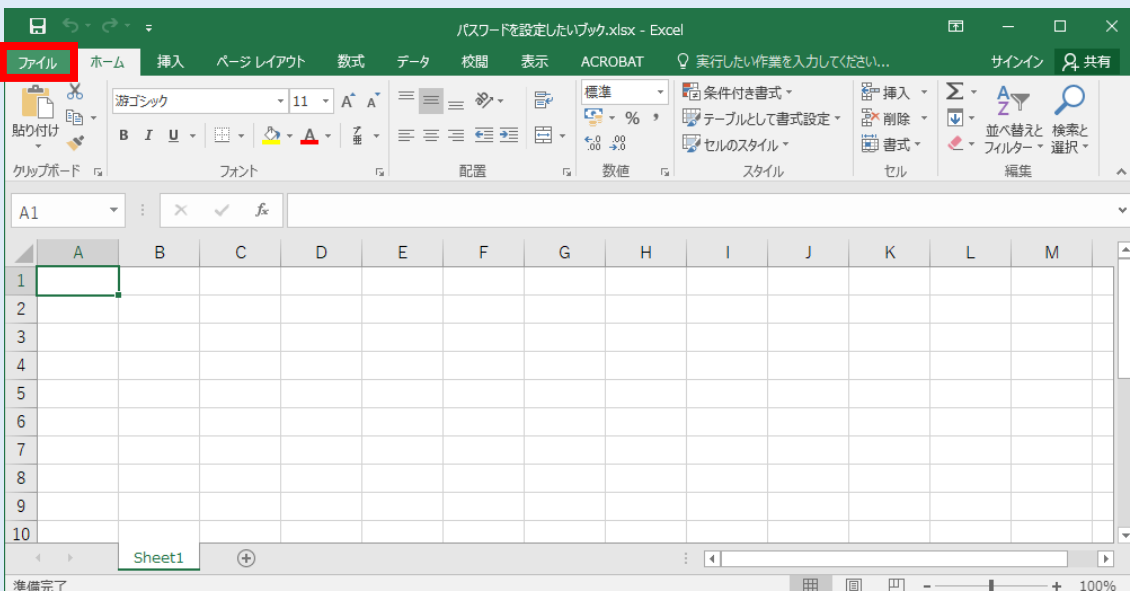 パスワードを設定したいブック.xlsx - Excel
ファイル ホーム 挿入 ページ レイアウト 数式 データ 校閲 表示 ACROBAT 実行したい作業を入力してください... サインイン 共有
貼り付け
クリップボード
游ゴシック 11 A A
B I U A ア亜
フォント
配置
標準
% ,
←.0 .00 .00 →.0
数値
条件付き書式
テーブルとして書式設定
セルのスタイル
スタイル
挿入
削除
書式
セル
Σ
並べ替えと
フィルター
検索と
選択
編集
A1 fx
A B C D E F G H I J K L M
1
2
3
4
5
6
7
8
9
10
Sheet1
準備完了 100%